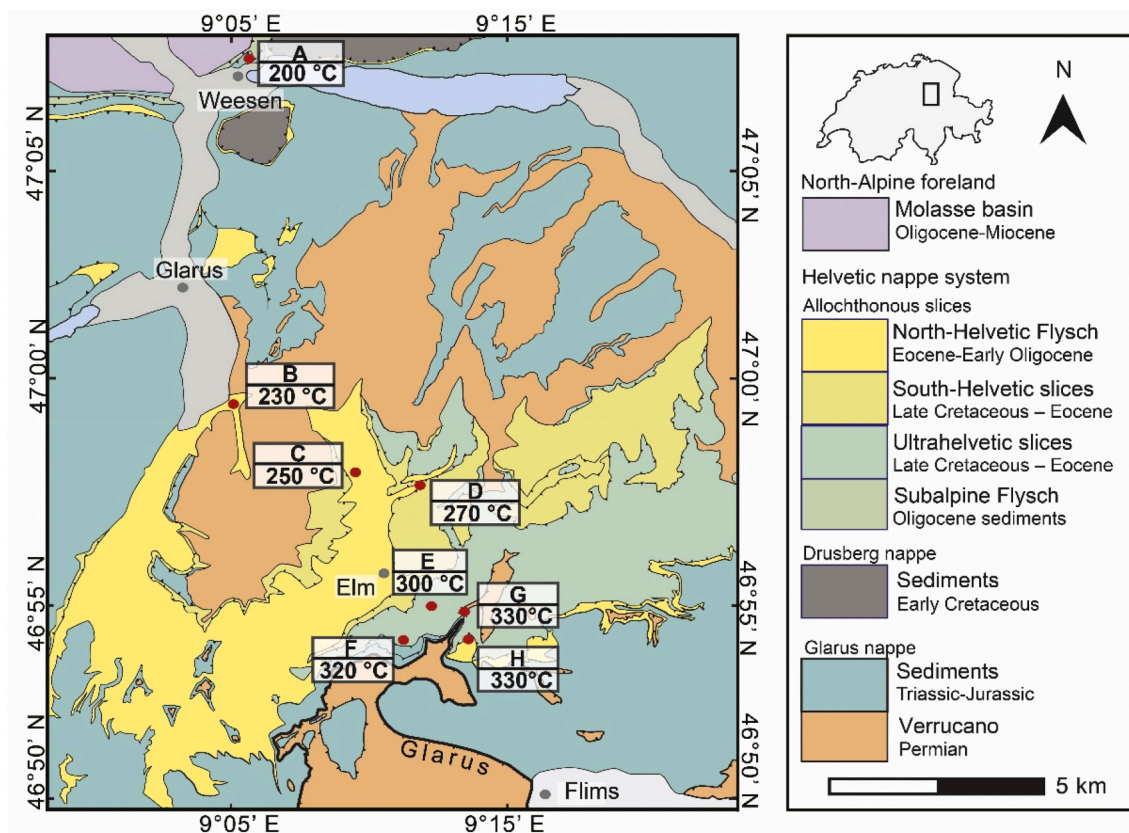 9°05’ E
9°15’ E
A
200 °C
Weesen
47°05’ N
47°05’ N
Glarus
B
230 °C
47°00’ N
47°00’ N
C
250 °C
D
270 °C
E
300 °C
Elm
G
330°C
46°55’ N
46°55’ N
F
320 °C
H
330°C
46°50’ N
46°50’ N
Glarus
Flims
9°05’ E
9°15’ E
N
North-Alpine foreland
Molasse basin
Oligocene-Miocene
Helvetic nappe system
Allochthonous slices
North-Helvetic Flysch
Eocene-Early Oligocene
South-Helvetic slices
Late Cretaceous – Eocene
Ultrahelvetic slices
Late Cretaceous – Eocene
Subalpine Flysch
Oligocene sediments
Drusberg nappe
Sediments
Early Cretaceous
Glarus nappe
Sediments
Triassic-Jurassic
Verrucano
Permian
5 km